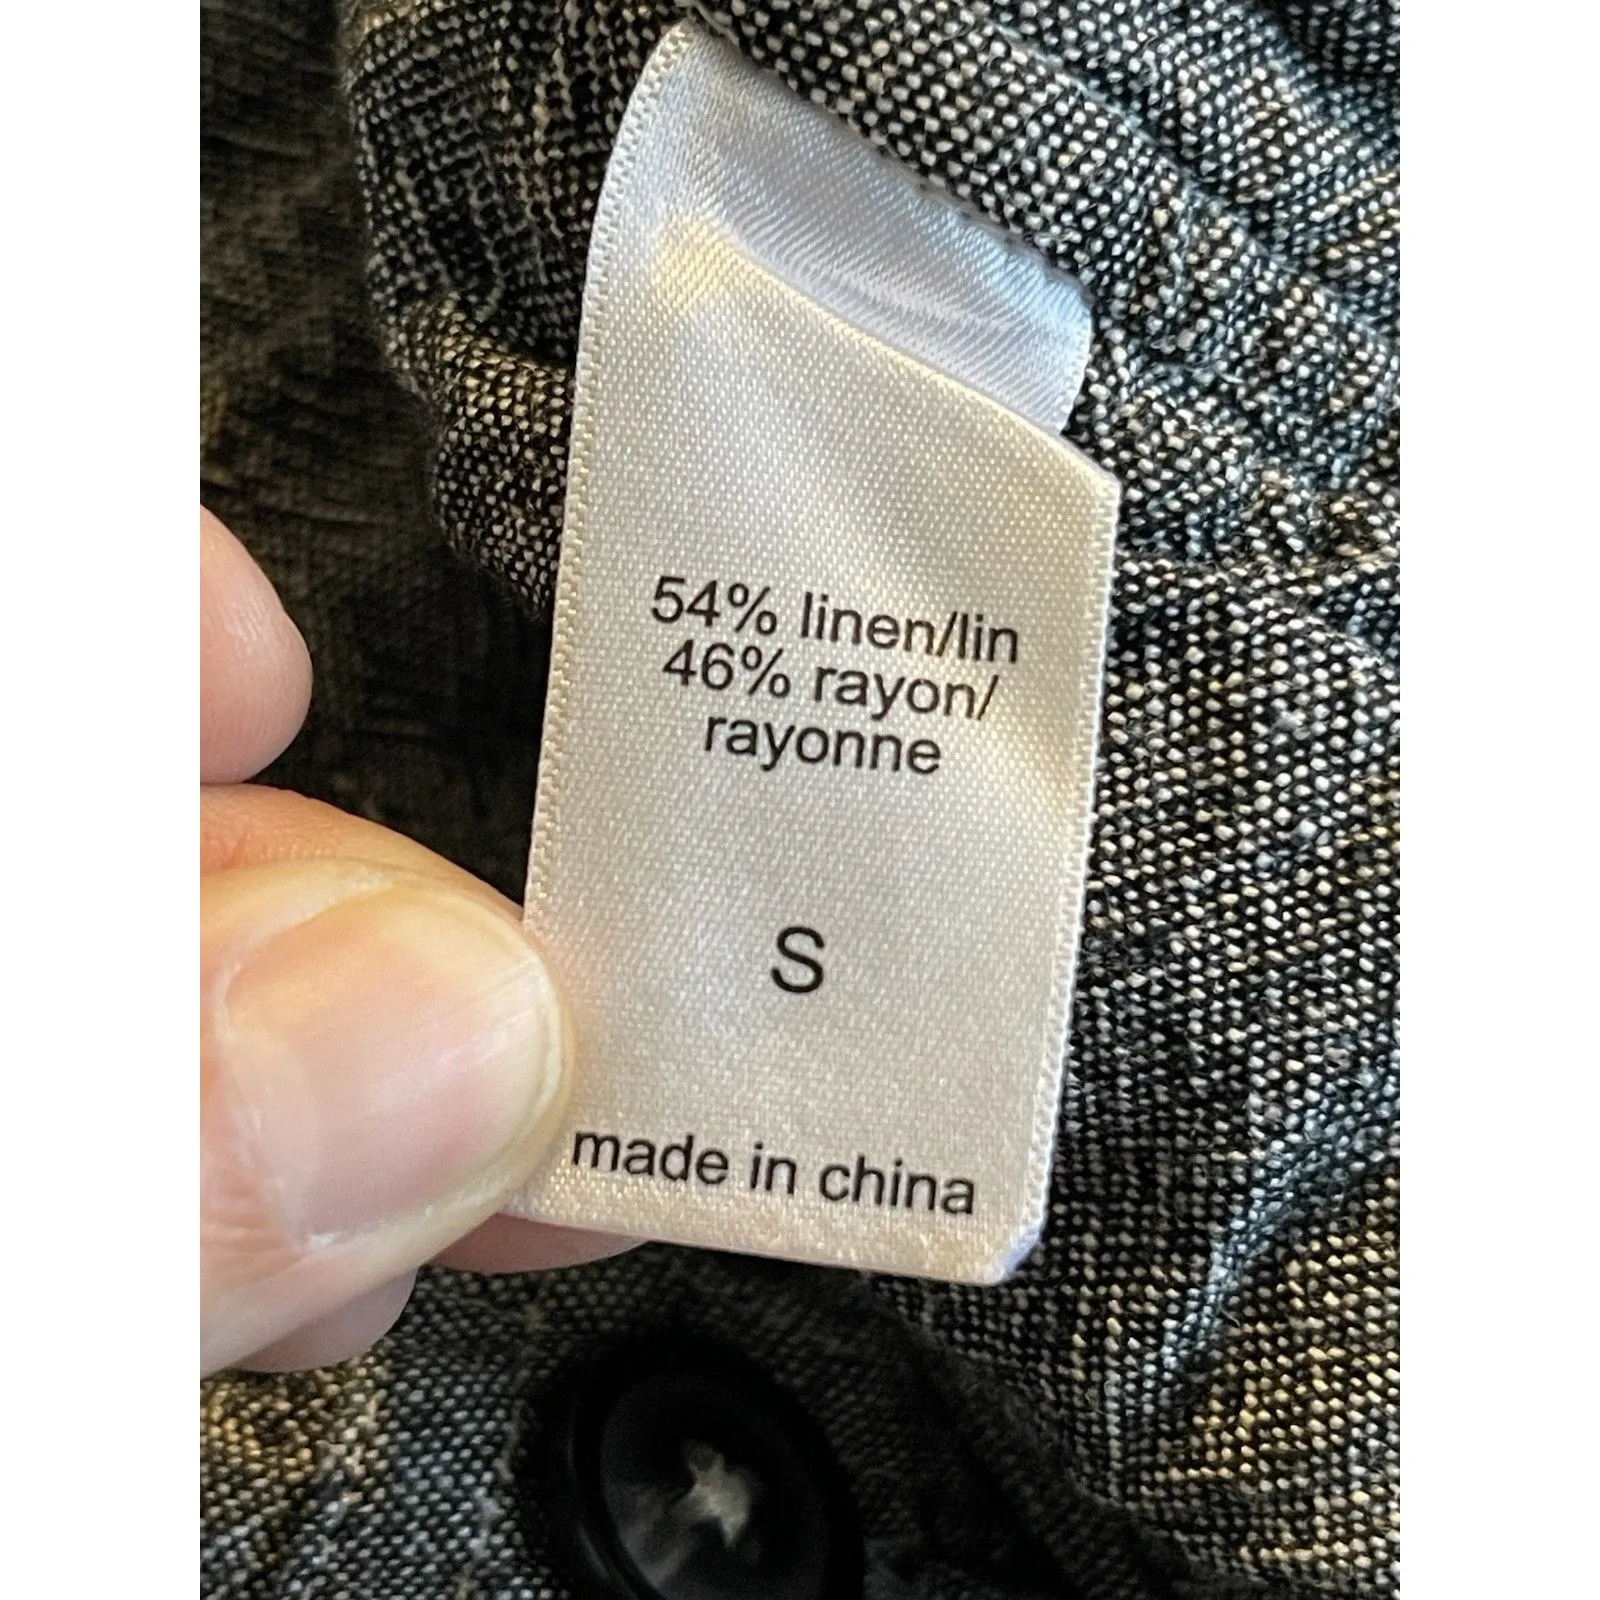 54% linen/lin
46% rayon/
rayonne
S
made in china